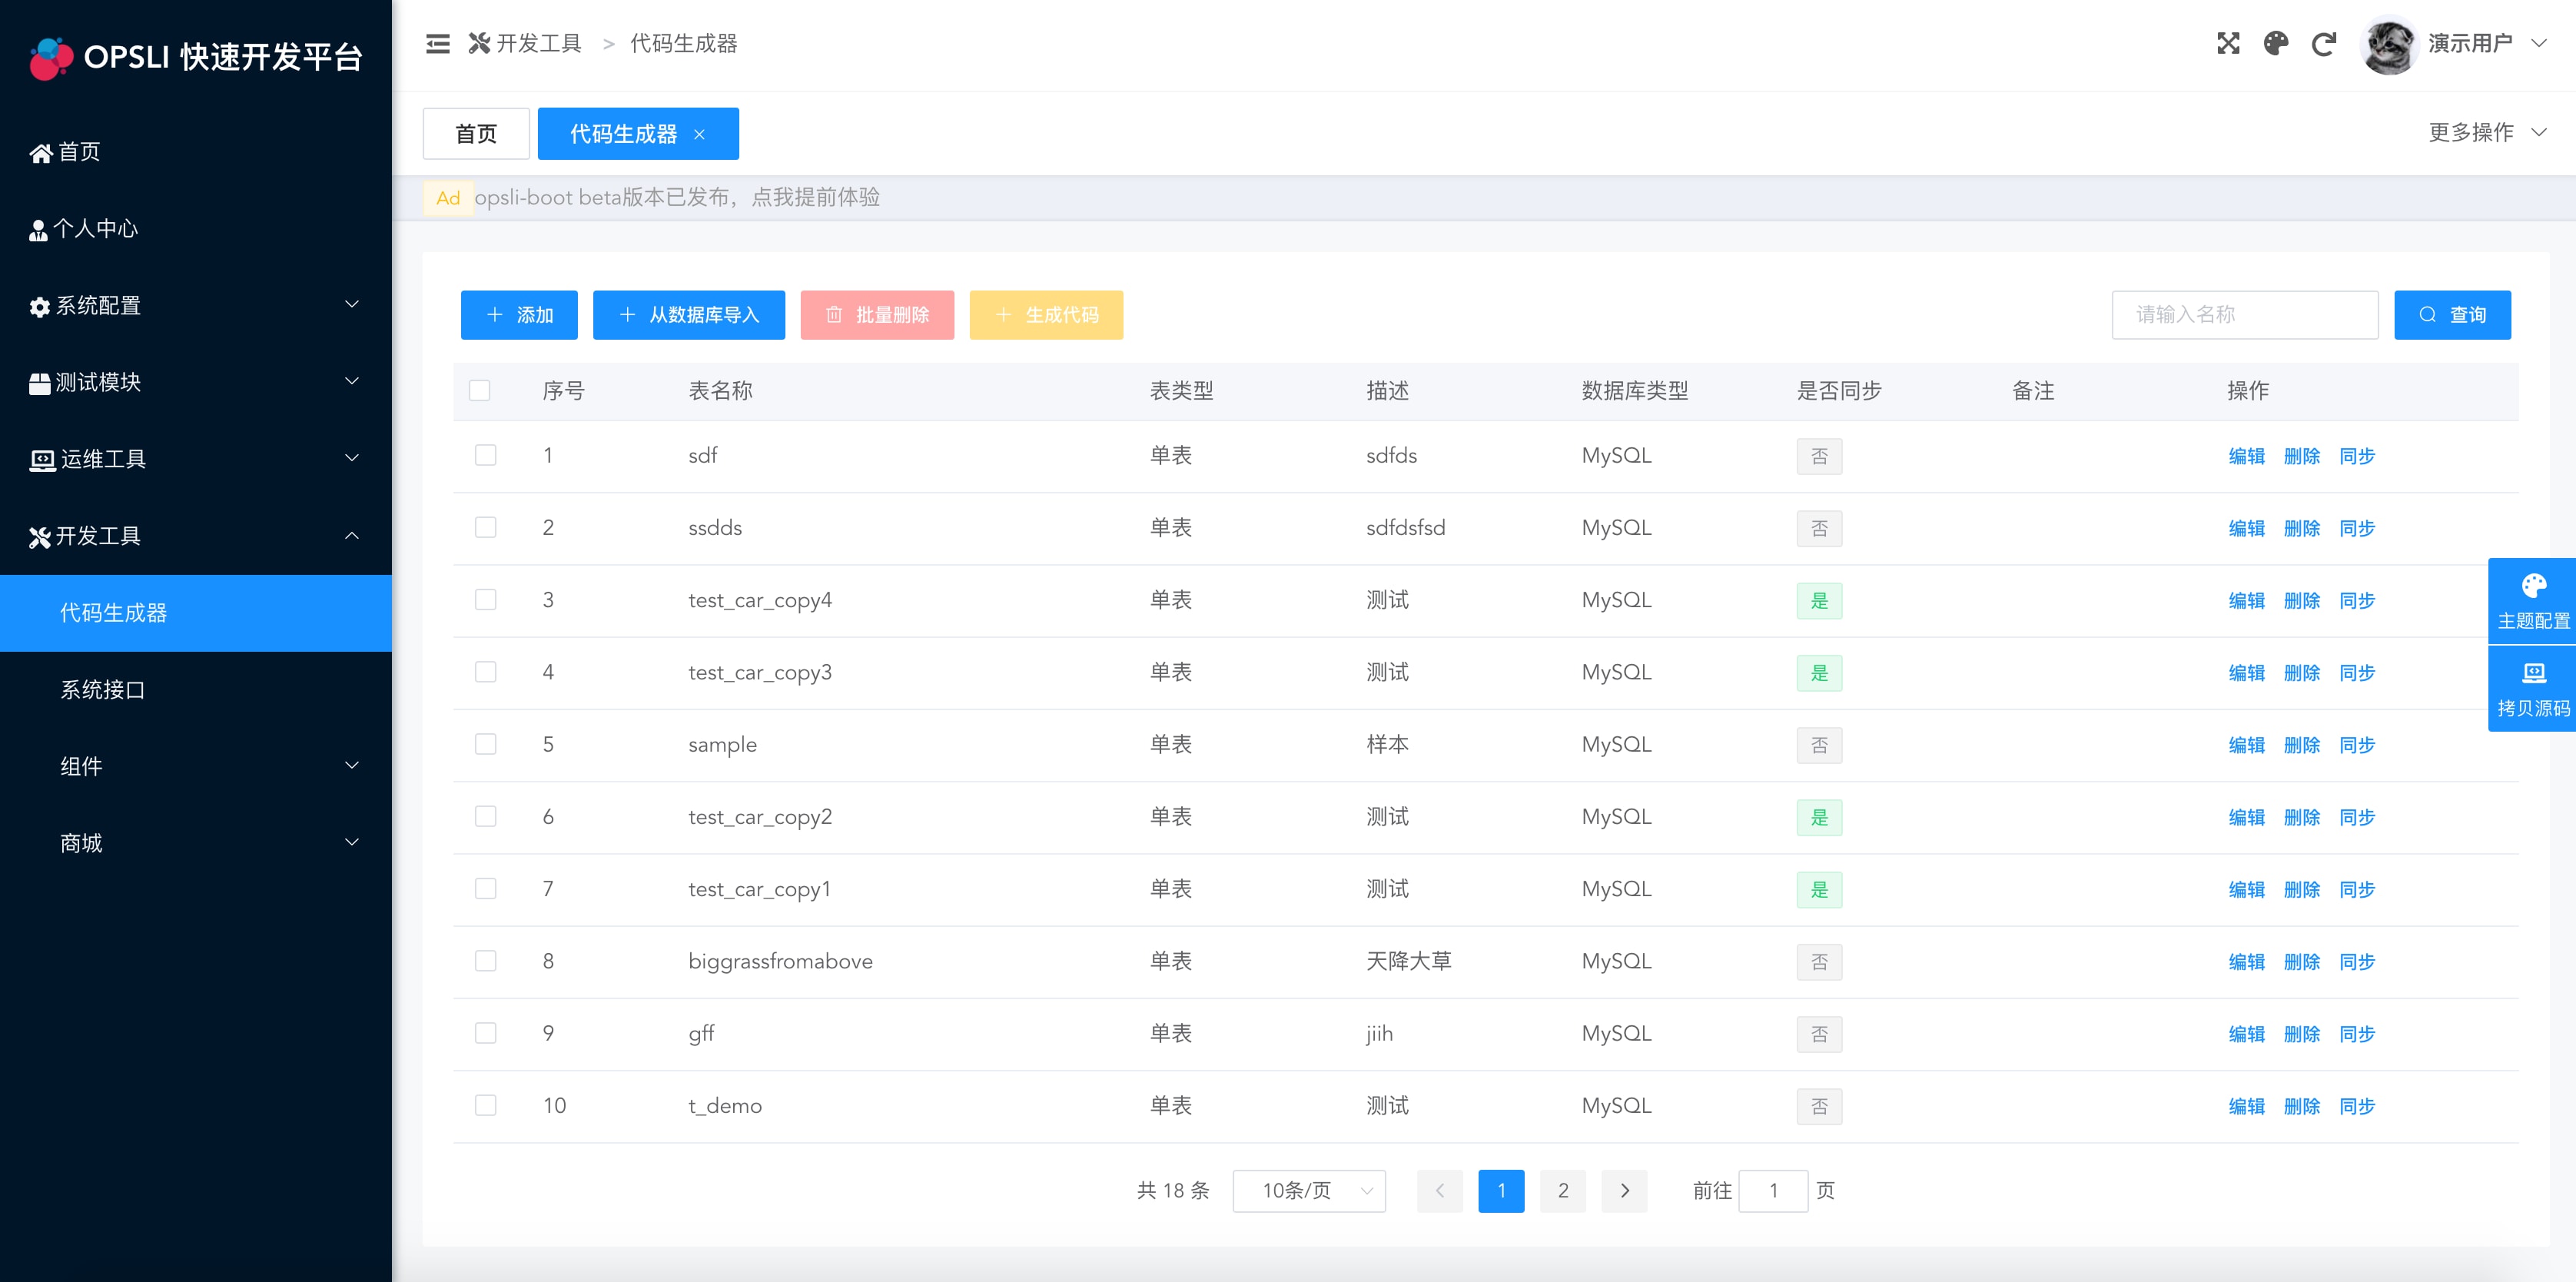 OPSLI 快速开发平台
首页
个人中心
系统配置
测试模块
运维工具
开发工具
代码生成器
系统接口
组件
商城
开发工具 > 代码生成器
演示用户
首页
代码生成器
更多操作
Ad opsli-boot beta版本已发布，点我提前体验
添加 从数据库导入 批量删除 生成代码 请输入名称 查询
序号 表名称 表类型 描述 数据库类型 是否同步 备注 操作
1 sdf 单表 sdfds MySQL 否 编辑 删除 同步
2 ssdds 单表 sdfdsfsd MySQL 否 编辑 删除 同步
3 test_car_copy4 单表 测试 MySQL 是 编辑 删除 同步
4 test_car_copy3 单表 测试 MySQL 是 编辑 删除 同步
5 sample 单表 样本 MySQL 否 编辑 删除 同步
6 test_car_copy2 单表 测试 MySQL 是 编辑 删除 同步
7 test_car_copy1 单表 测试 MySQL 是 编辑 删除 同步
8 biggrassfromabove 单表 天降大草 MySQL 否 编辑 删除 同步
9 gff 单表 jiih MySQL 否 编辑 删除 同步
10 t_demo 单表 测试 MySQL 否 编辑 删除 同步
共 18 条 10条/页 1 2 前往 1 页
主题配置
拷贝源码